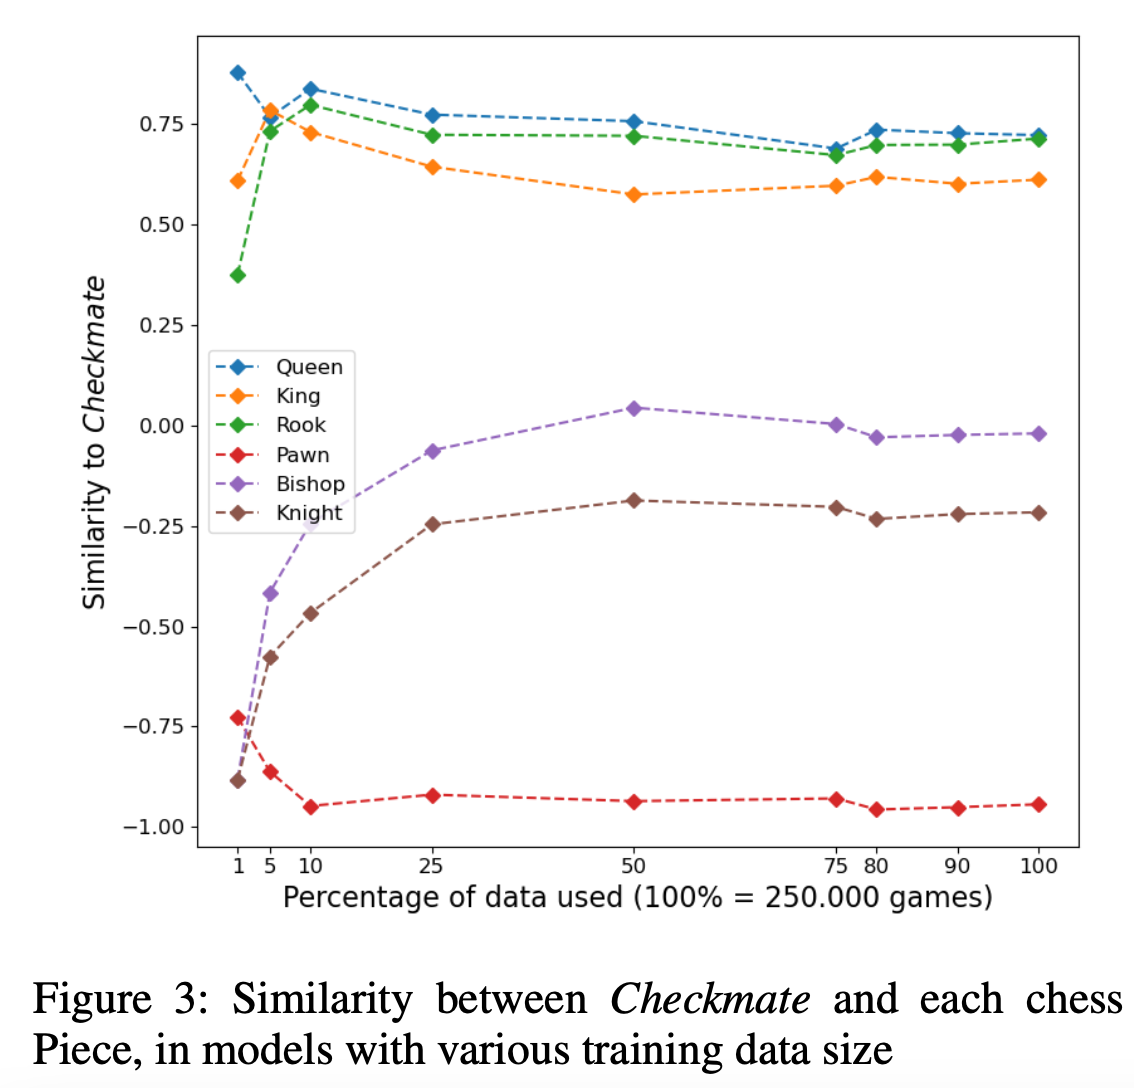 0.75
0.50
0.25
0.00
−0.25
−0.50
−0.75
−1.00
Similarity to Checkmate
Queen
King
Rook
Pawn
Bishop
Knight
1 5 10 25 50 75 80 90 100
Percentage of data used (100% = 250.000 games)
Figure 3: Similarity between Checkmate and each chess
Piece, in models with various training data size